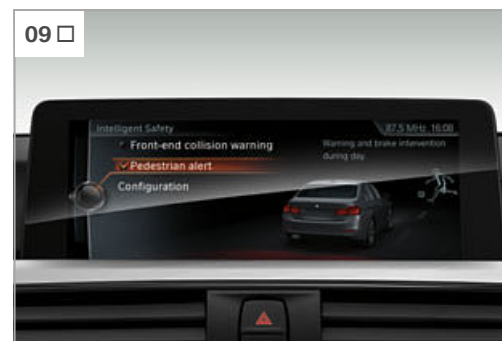 09 □
Intelligent Safety
87.5 MHz 16:08
Front-end collision warning
Warning and brake intervention
during day.
Pedestrian alert
Configuration